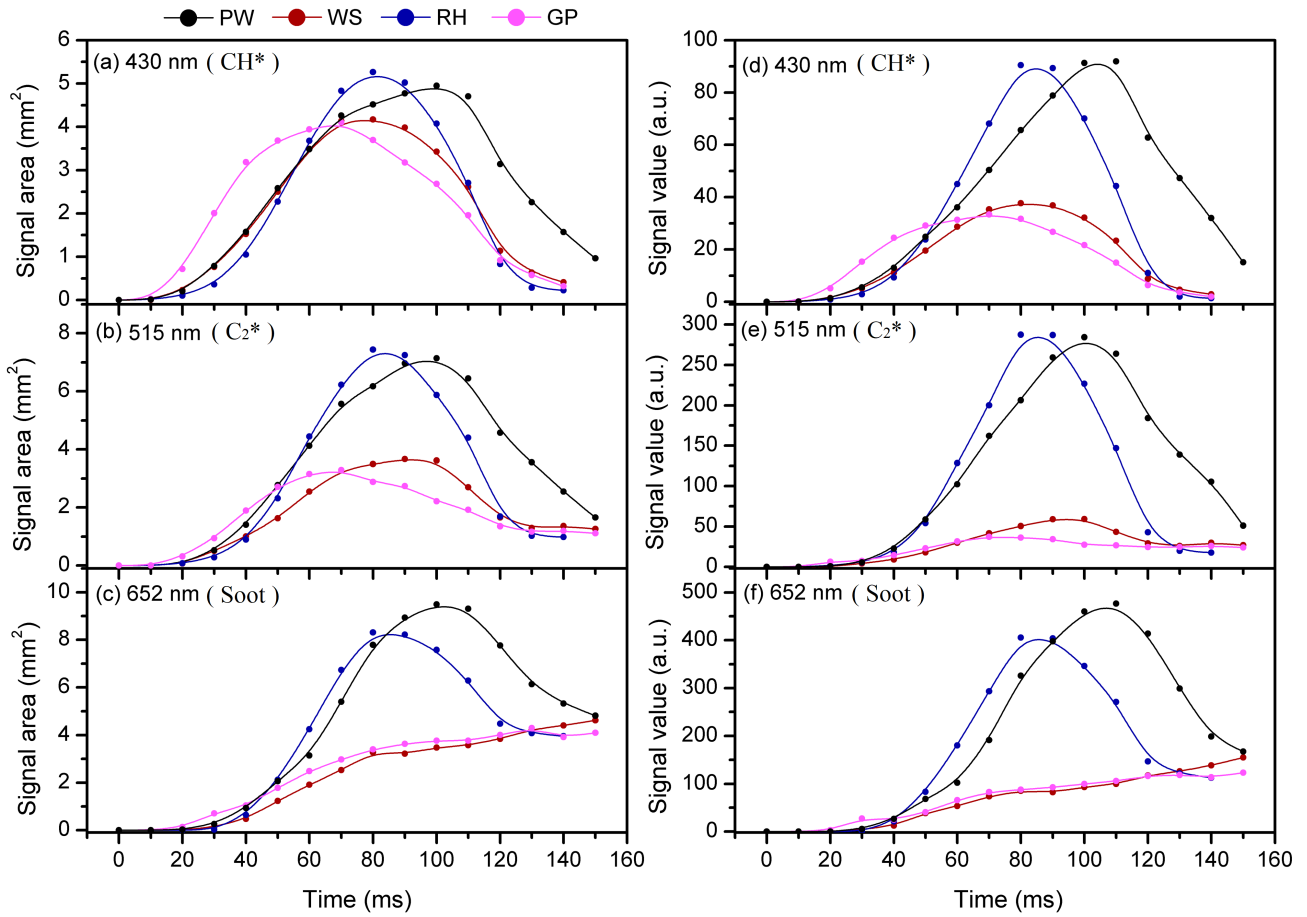 PW WS RH GP
(a) 430 nm ( CH* )
Signal area (mm²)
6
5
4
3
2
1
0
(b) 515 nm ( C₂* )
Signal area (mm²)
8
6
4
2
0
(c) 652 nm ( Soot )
Signal area (mm²)
10
8
6
4
2
0
0 20 40 60 80 100 120 140 160
Time (ms)
(d) 430 nm ( CH* )
Signal value (a.u.)
100
80
60
40
20
0
(e) 515 nm ( C₂* )
Signal value (a.u.)
300
250
200
150
100
50
0
(f) 652 nm ( Soot )
Signal value (a.u.)
500
400
300
200
100
0
0 20 40 60 80 100 120 140 160
Time (ms)